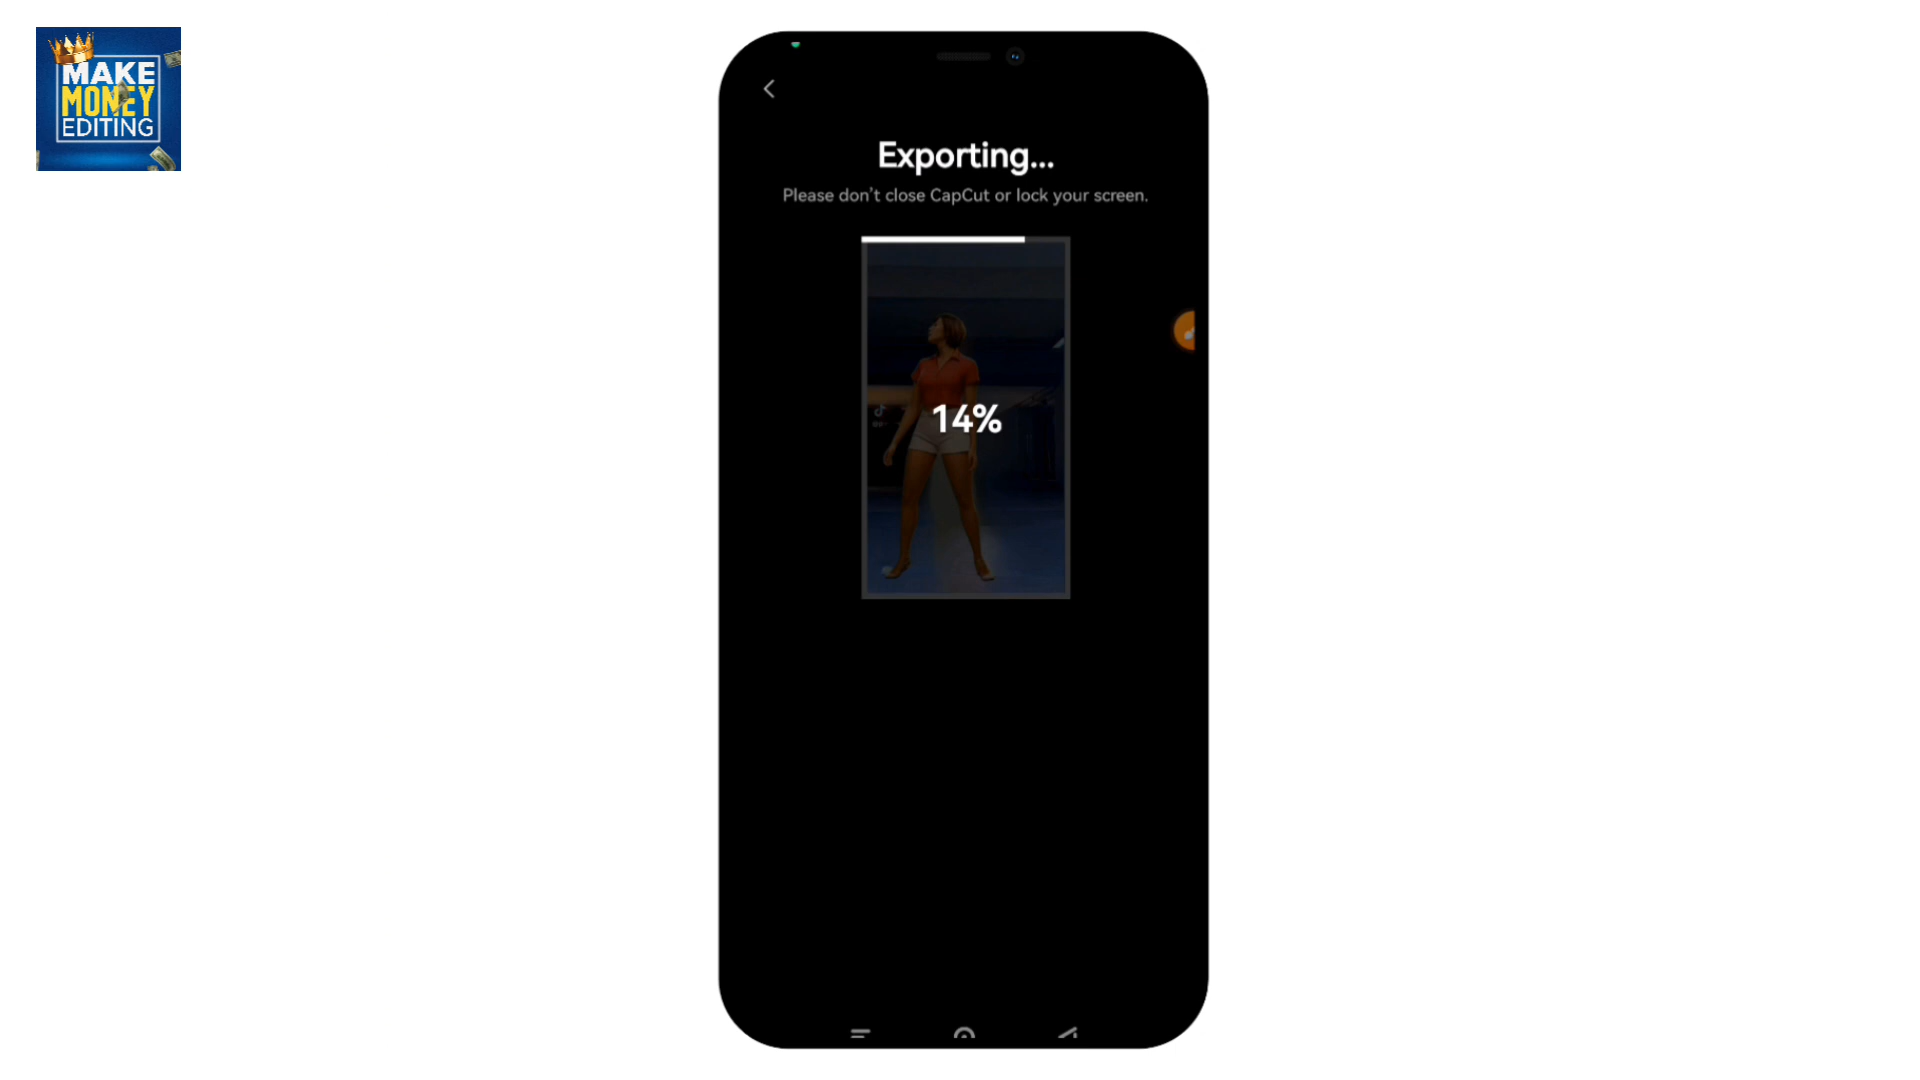 MAKE
MONEY
EDITING
Exporting...
Please don't close CapCut or lock your screen.
14%